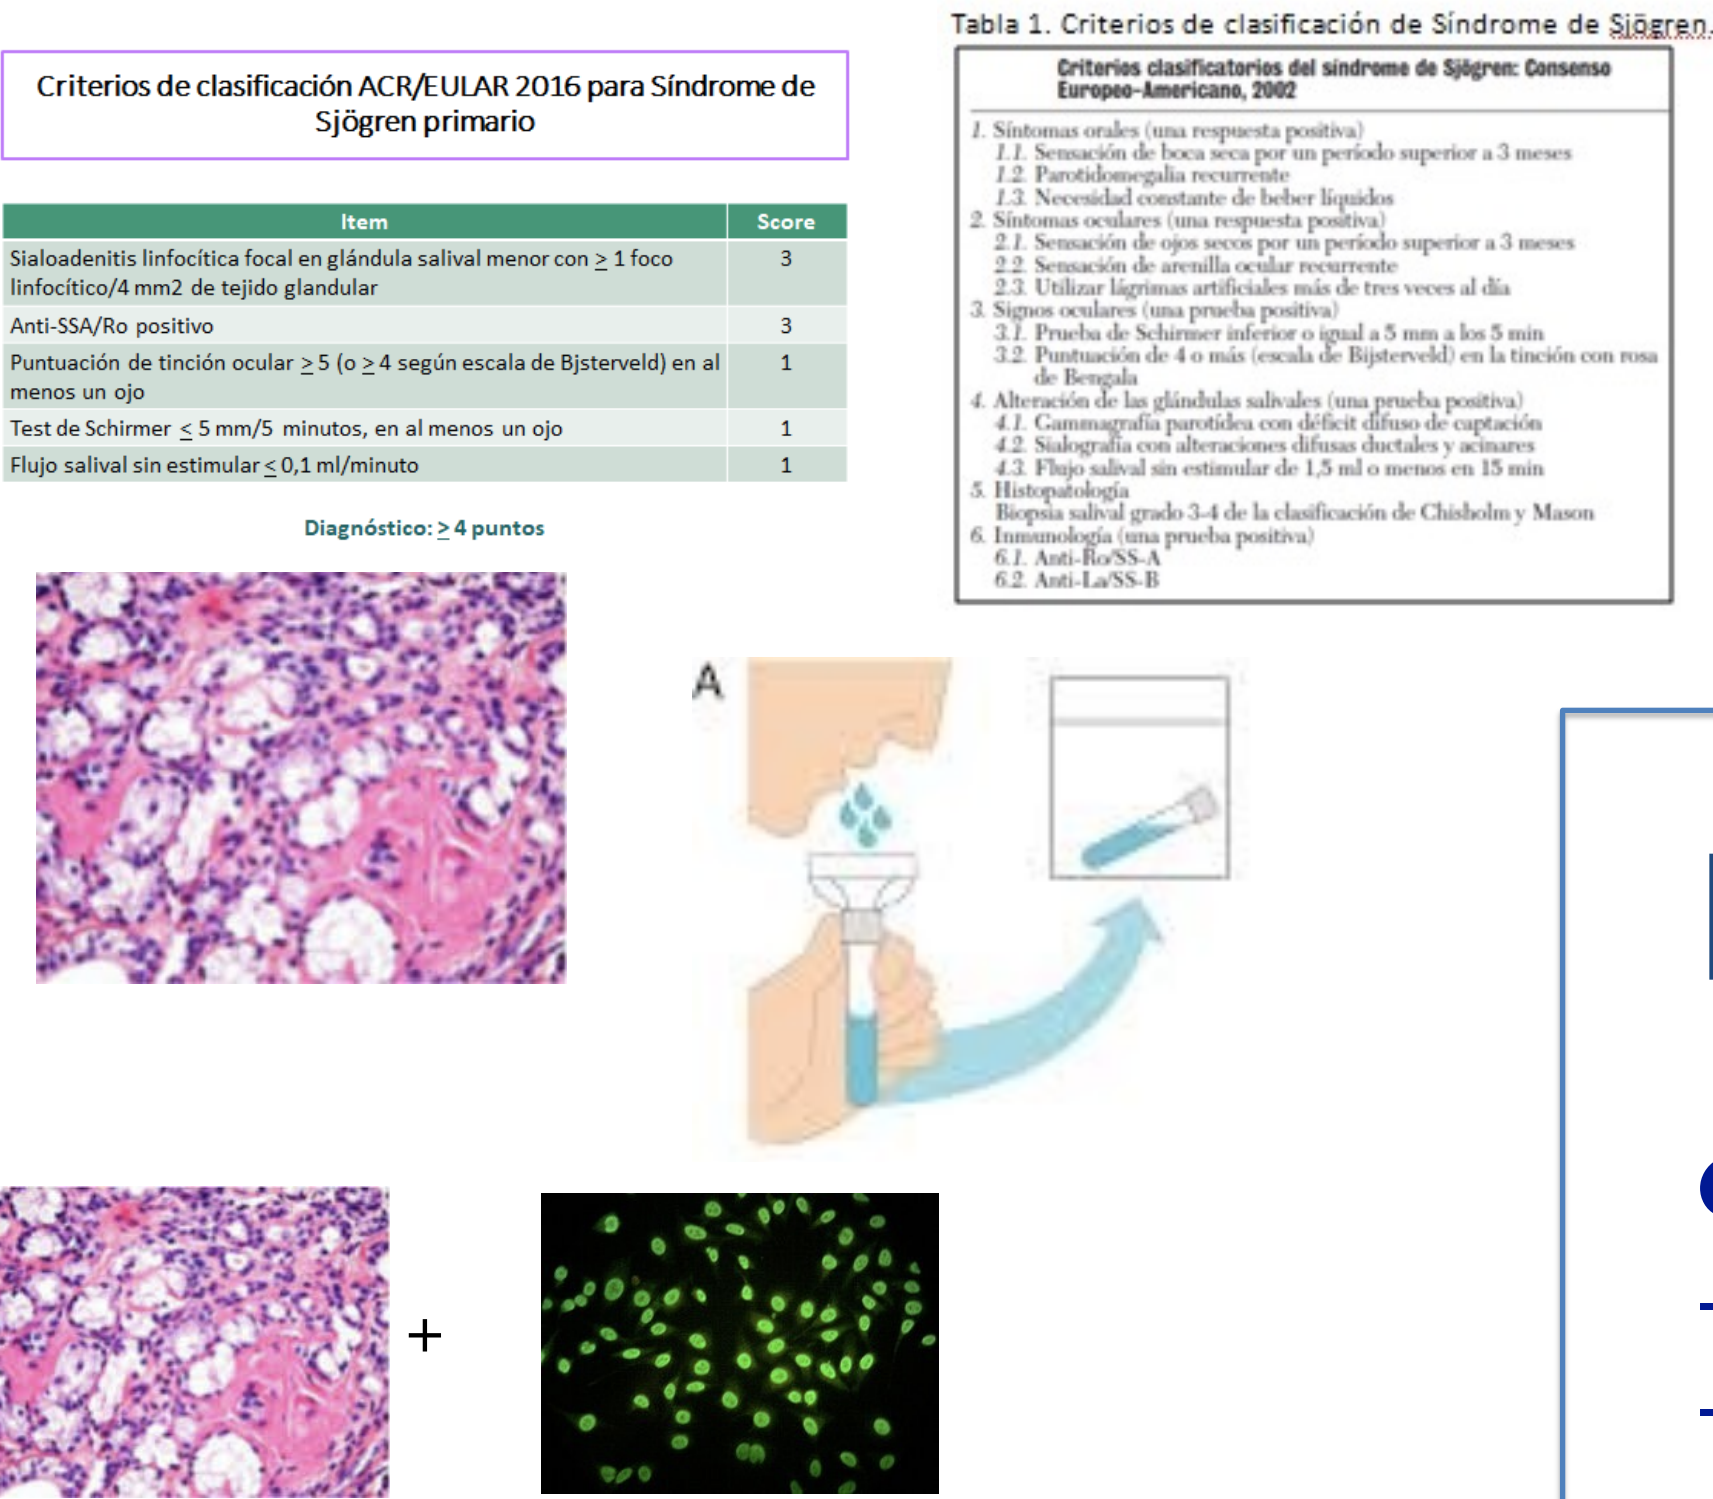 Criterios de clasificación ACR/EULAR 2016 para Síndrome de
Sjögren primario
Item Score
Sialoadenitis linfocítica focal en glándula salival menor con ≥ 1 foco 3
linfocítico/4 mm2 de tejido glandular
Anti-SSA/Ro positivo 3
Puntuación de tinción ocular ≥ 5 (o ≥ 4 según escala de Bjsterveld) en al 1
menos un ojo
Test de Schirmer ≤ 5 mm/5 minutos, en al menos un ojo 1
Flujo salival sin estimular ≤ 0,1 ml/minuto 1
Diagnóstico: ≥ 4 puntos
Tabla 1. Criterios de clasificación de Síndrome de Sjögren.
Criterios clasificatorios del síndrome de Sjögren: Consenso
Europeo-Americano, 2002
1. Síntomas orales (una respuesta positiva)
1.1. Sensación de boca seca por un período superior a 3 meses
1.2. Parotidomegalia recurrente
1.3. Necesidad constante de beber líquidos
2. Síntomas oculares (una respuesta positiva)
2.1. Sensación de ojos secos por un período superior a 3 meses
2.2. Sensación de arenilla ocular recurrente
2.3. Utilizar lágrimas artificiales más de tres veces al día
3. Signos oculares (una prueba positiva)
3.1. Prueba de Schirmer inferior o igual a 5 mm a los 5 min
3.2. Puntuación de 4 o más (escala de Bijsterveld) en la tinción con rosa
de Bengala
4. Alteración de las glándulas salivales (una prueba positiva)
4.1. Gammagrafía parotídea con déficit difuso de captación
4.2. Sialografía con alteraciones difusas ductales y acinares
4.3. Flujo salival sin estimular de 1,5 ml o menos en 15 min
5. Histopatología
Biopsia salival grado 3-4 de la clasificación de Chisholm y Mason
6. Inmunología (una prueba positiva)
6.1. Anti-Ro/SS-A
6.2. Anti-La/SS-B
A
+